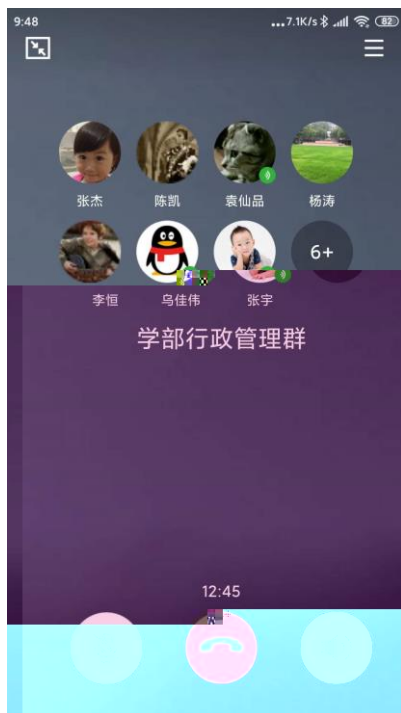 9:48 ...7.1K/s 82
张杰 陈凯 袁仙品 杨涛
6+
李恒 乌佳伟 张宇
学部行政管理群
12:45